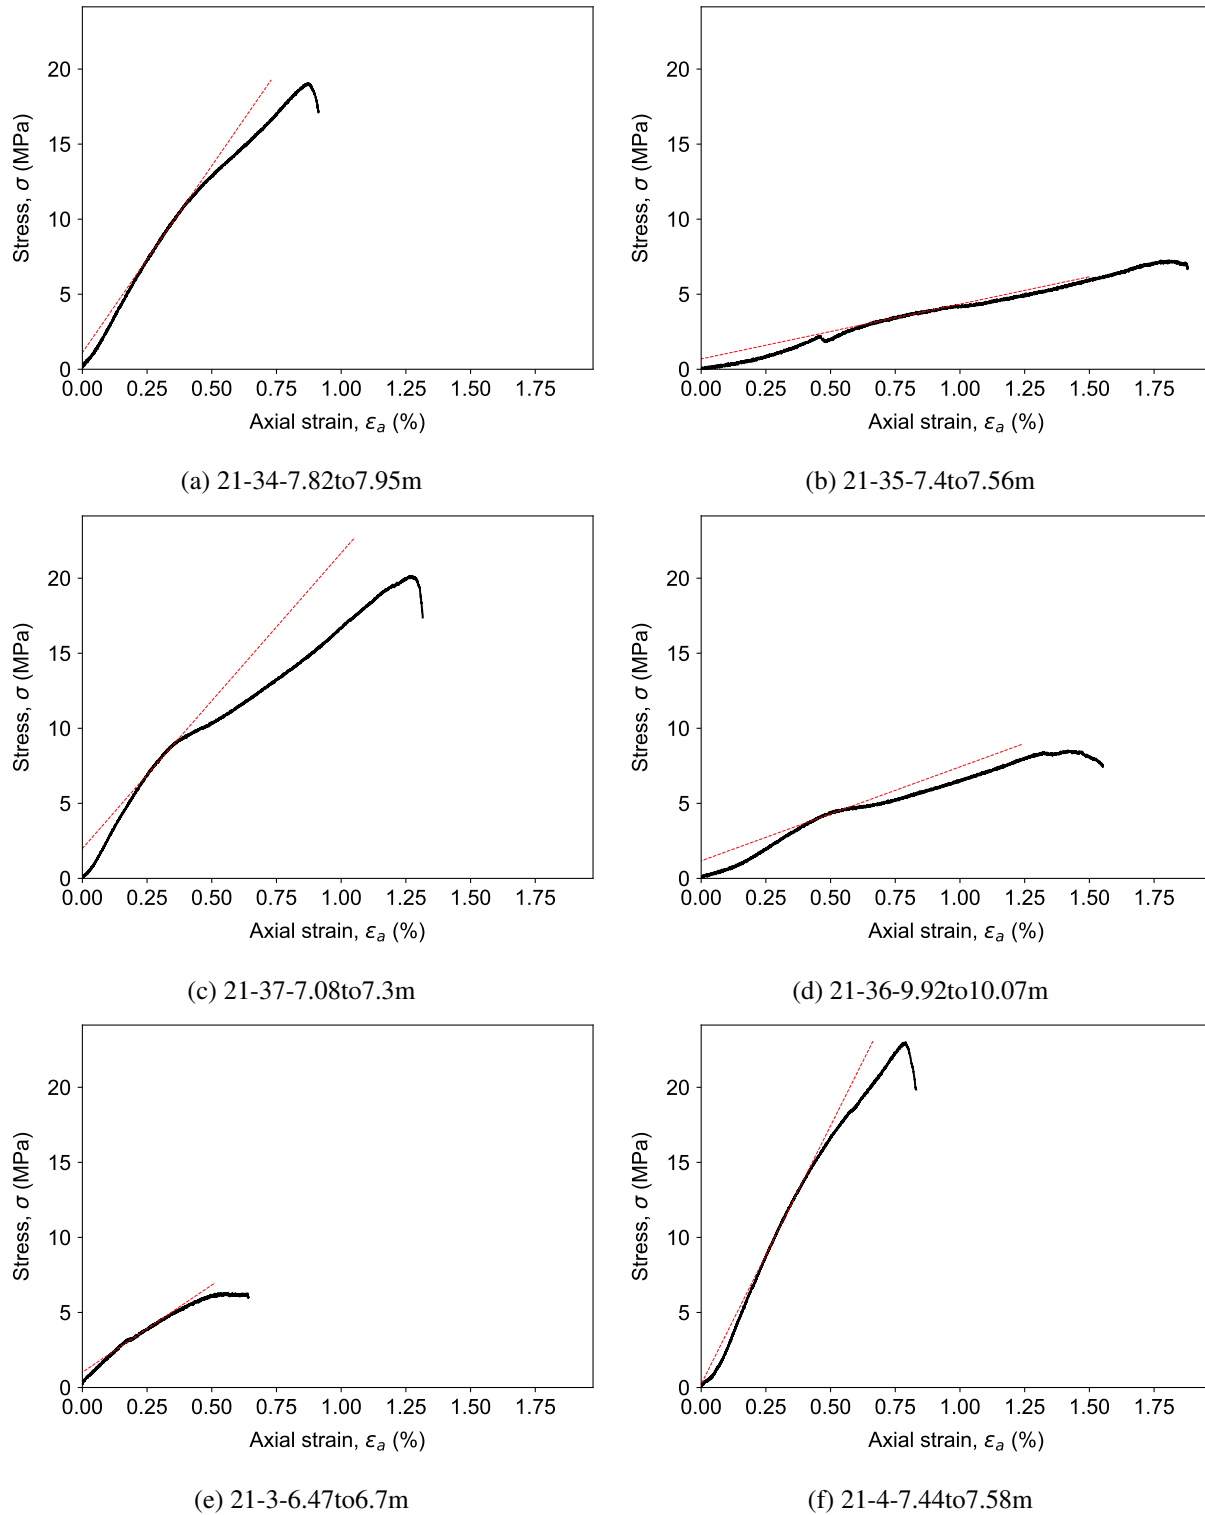 20
15
10
5
0
Stress, σ (MPa)
0.00 0.25 0.50 0.75 1.00 1.25 1.50 1.75
Axial strain, εa (%)
(a) 21-34-7.82to7.95m
20
15
10
5
0
Stress, σ (MPa)
0.00 0.25 0.50 0.75 1.00 1.25 1.50 1.75
Axial strain, εa (%)
(b) 21-35-7.4to7.56m
20
15
10
5
0
Stress, σ (MPa)
0.00 0.25 0.50 0.75 1.00 1.25 1.50 1.75
Axial strain, εa (%)
(c) 21-37-7.08to7.3m
20
15
10
5
0
Stress, σ (MPa)
0.00 0.25 0.50 0.75 1.00 1.25 1.50 1.75
Axial strain, εa (%)
(d) 21-36-9.92to10.07m
20
15
10
5
0
Stress, σ (MPa)
0.00 0.25 0.50 0.75 1.00 1.25 1.50 1.75
Axial strain, εa (%)
(e) 21-3-6.47to6.7m
20
15
10
5
0
Stress, σ (MPa)
0.00 0.25 0.50 0.75 1.00 1.25 1.50 1.75
Axial strain, εa (%)
(f) 21-4-7.44to7.58m